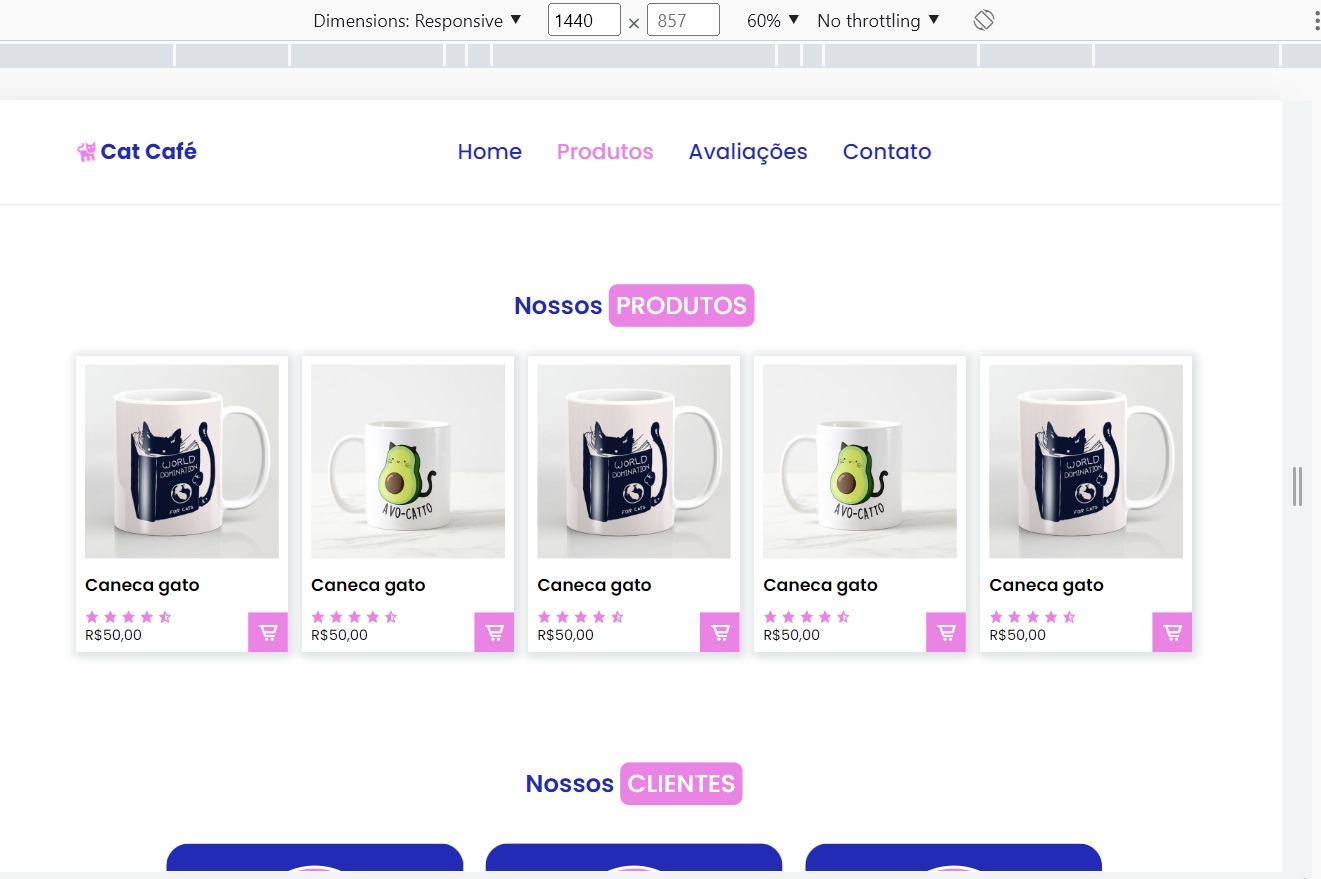 Dimensions: Responsive ▼ 1440 × 857 60% ▼ No throttling ▼
Cat Café Home Produtos Avaliações Contato
Nossos PRODUTOS
WORLD DOMINATION FOR CATS
AVO-CATTO
WORLD DOMINATION FOR CATS
AVO-CATTO
WORLD DOMINATION FOR CATS
Caneca gato Caneca gato Caneca gato Caneca gato Caneca gato
R$50,00 R$50,00 R$50,00 R$50,00 R$50,00
Nossos CLIENTES